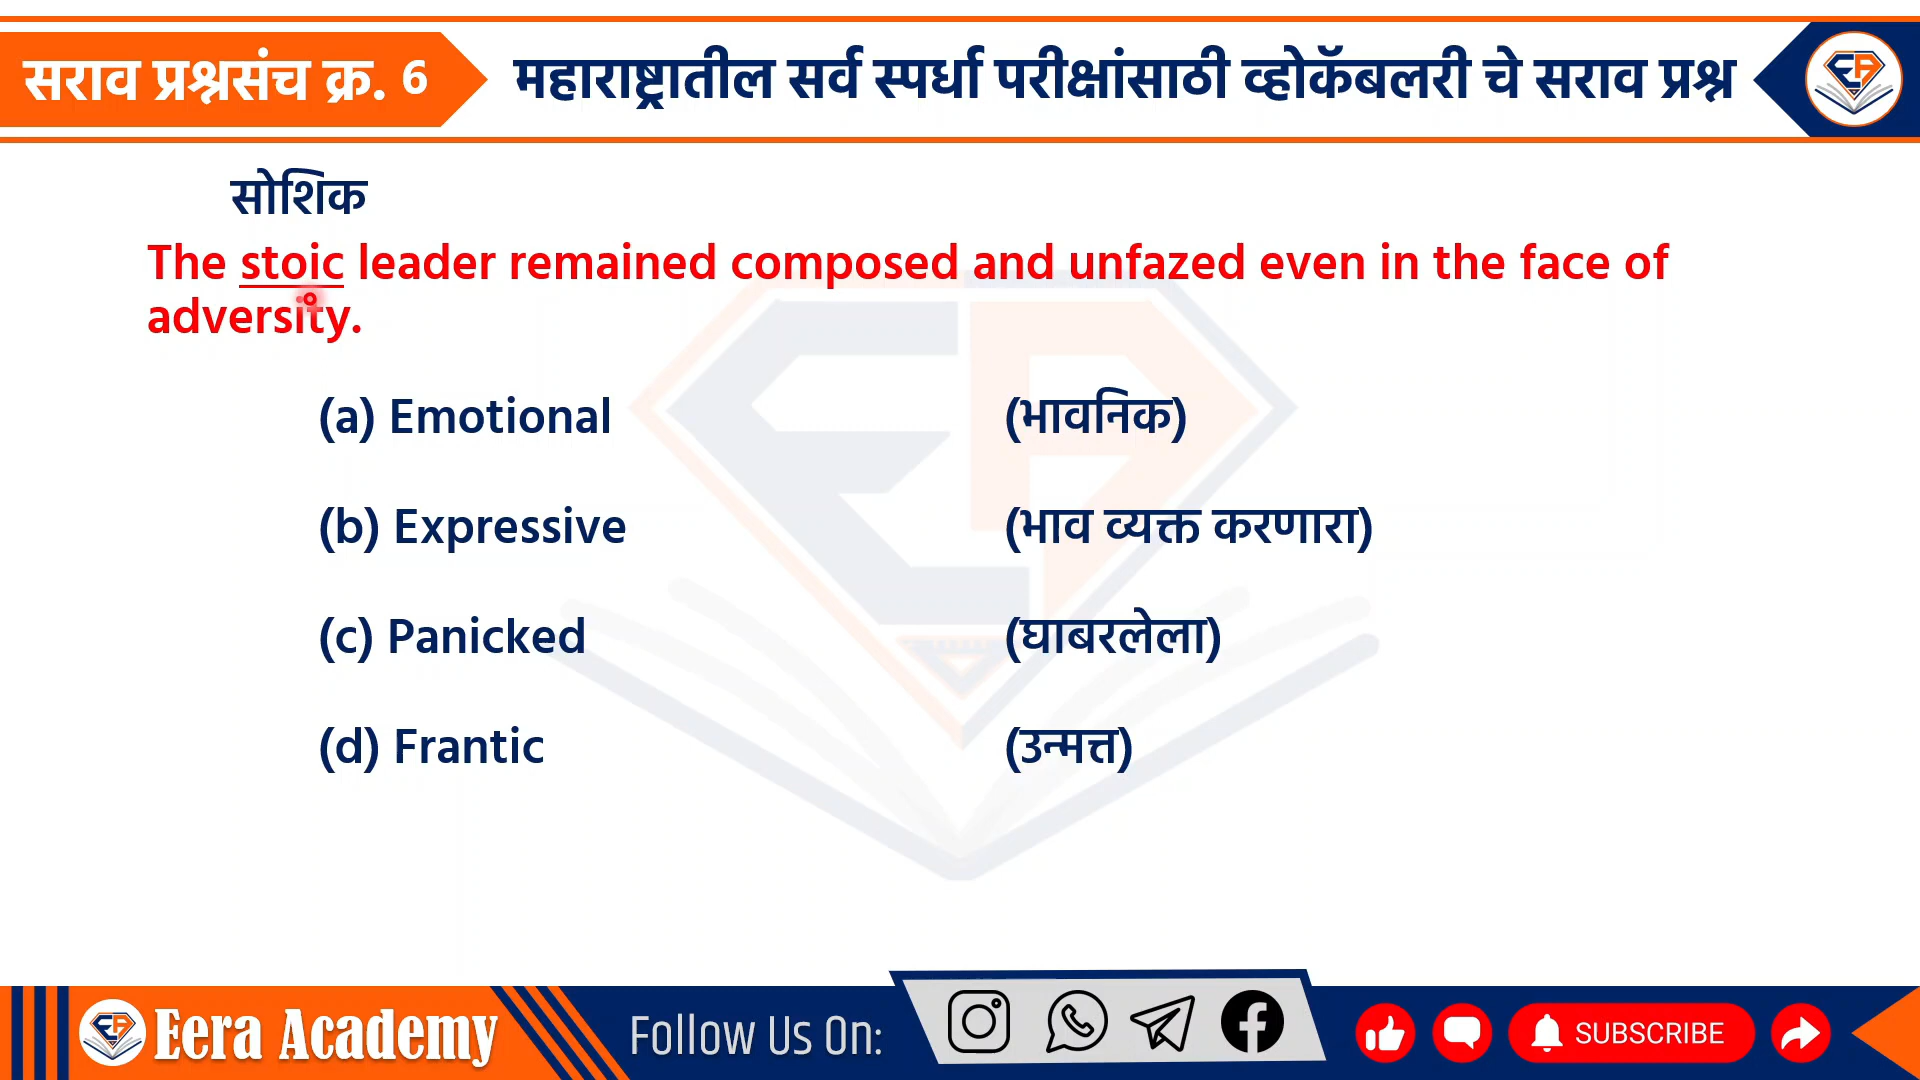 सराव प्रश्नसंच क्र. 6
महाराष्ट्रातील सर्व स्पर्धा परीक्षांसाठी व्होकॅबलरी चे सराव प्रश्न
सोशिक
The stoic leader remained composed and unfazed even in the face of
adversity.
(a) Emotional (भावनिक)
(b) Expressive (भाव व्यक्त करणारा)
(c) Panicked (घाबरलेला)
(d) Frantic (उन्मत्त)
Eera Academy
Follow Us On:
SUBSCRIBE